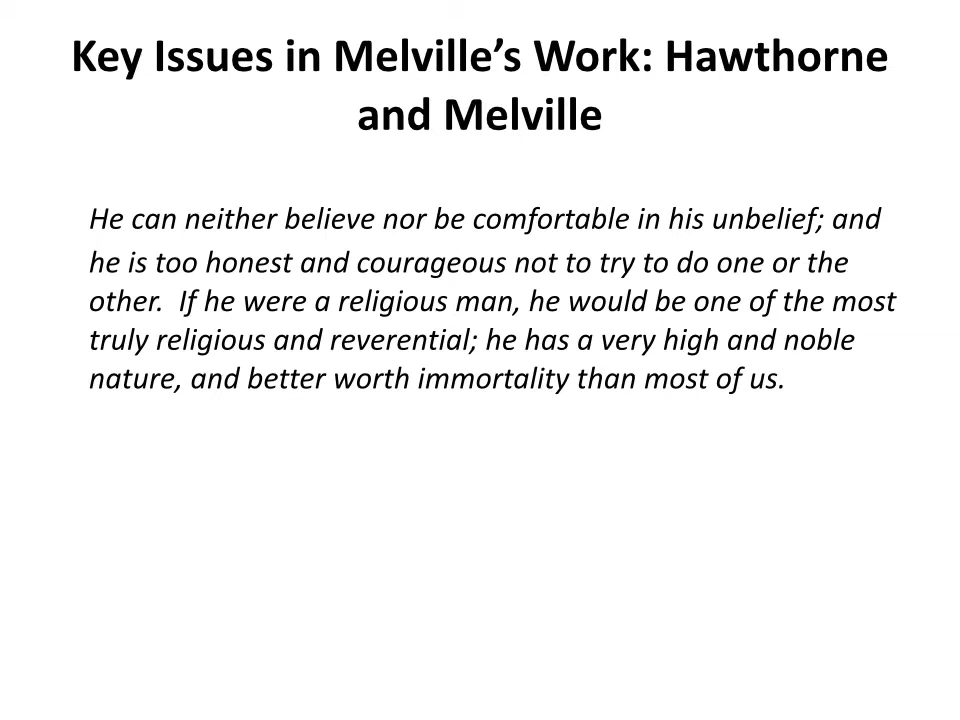 Key Issues in Melville’s Work: Hawthorne
and Melville
He can neither believe nor be comfortable in his unbelief; and
he is too honest and courageous not to try to do one or the
other.  If he were a religious man, he would be one of the most
truly religious and reverential; he has a very high and noble
nature, and better worth immortality than most of us.